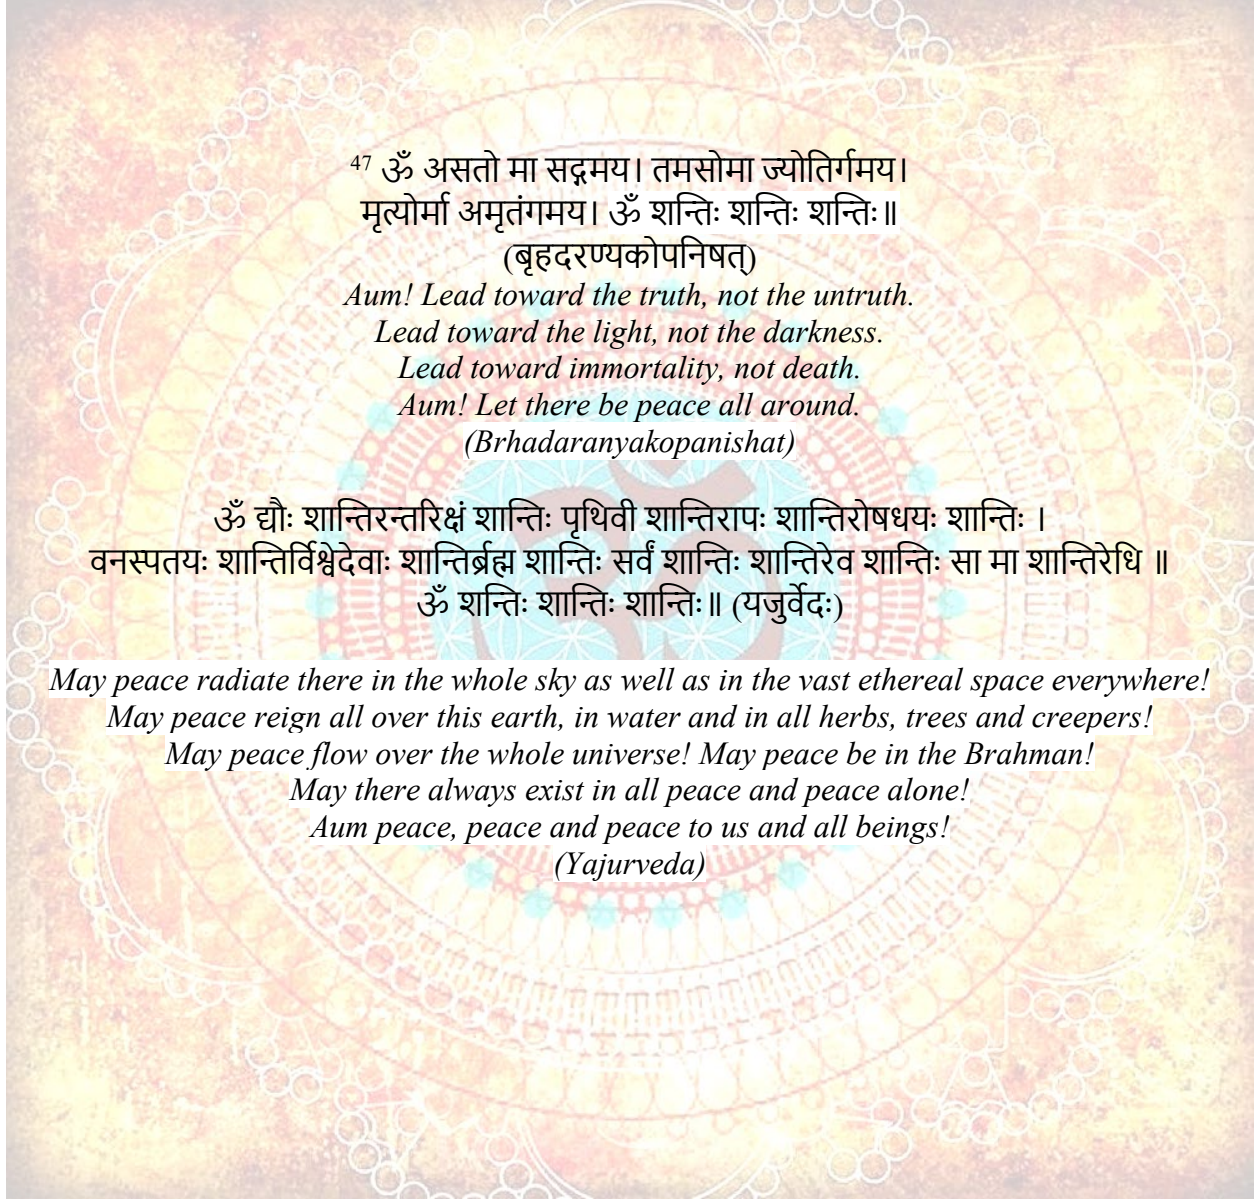 47 ॐ असतो मा सद्गमय। तमसोमा ज्योतिर्गमय।
मृत्योर्मा अमृतंगमय। ॐ शन्तिः शन्तिः शन्तिः॥
(बृहदरण्यकोपनिषत्)
Aum! Lead toward the truth, not the untruth.
Lead toward the light, not the darkness.
Lead toward immortality, not death.
Aum! Let there be peace all around.
(Brhadaranyakopanishat)
ॐ द्यौः शान्तिरन्तरिक्षं शान्तिः पृथिवी शान्तिरापः शान्तिरोषधयः शान्तिः ।
वनस्पतयः शान्तिर्विश्वेदेवाः शान्तिर्ब्रह्म शान्तिः सर्वं शान्तिः शान्तिरेव शान्तिः सा मा शान्तिरेधि ॥
ॐ शन्तिः शान्तिः शान्तिः॥ (यजुर्वेदः)
May peace radiate there in the whole sky as well as in the vast ethereal space everywhere!
May peace reign all over this earth, in water and in all herbs, trees and creepers!
May peace flow over the whole universe! May peace be in the Brahman!
May there always exist in all peace and peace alone!
Aum peace, peace and peace to us and all beings!
(Yajurveda)
ॐ